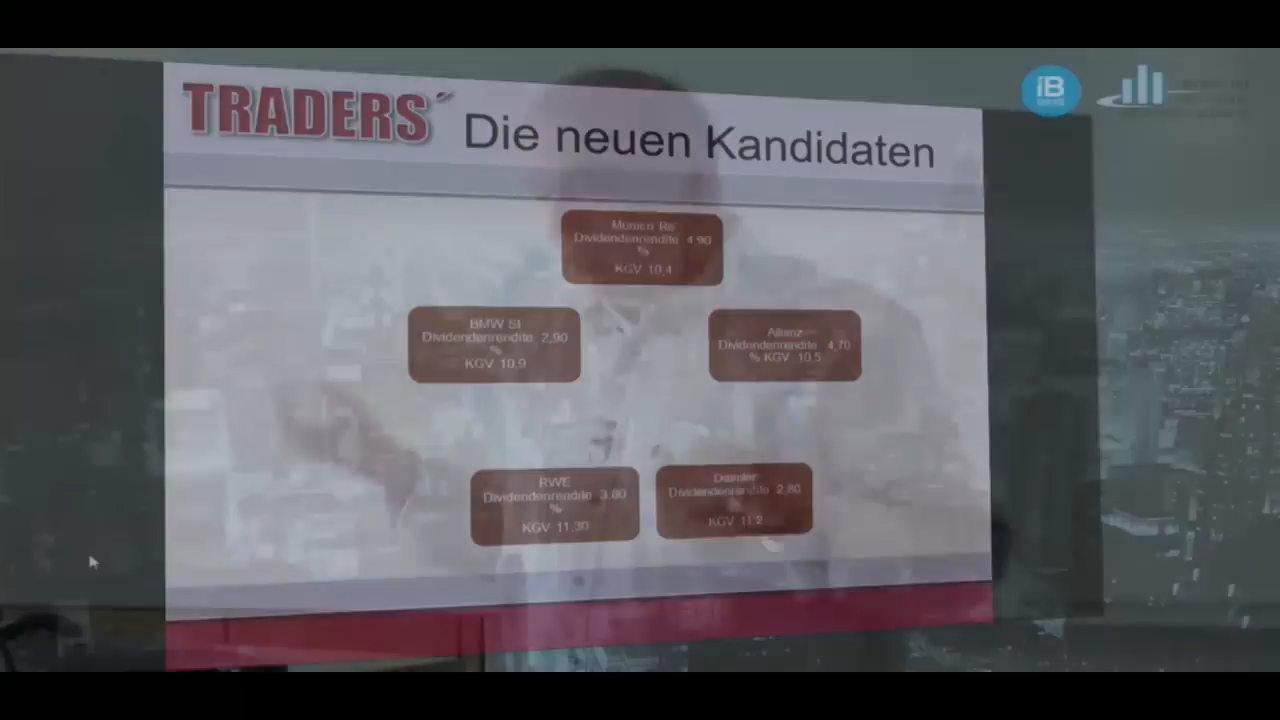 TRADERS´
Die neuen Kandidaten
iB
Munich Re
Dividendenrendite 4,90
%
KGV 10,4
BMW St
Dividendenrendite 2,90
%
KGV 10,9
Allianz
Dividendenrendite 4,70
% KGV 10,5
RWE
Dividendenrendite 3,80
%
KGV 11,30
Daimler
Dividendenrendite 2,80
KGV 11,2